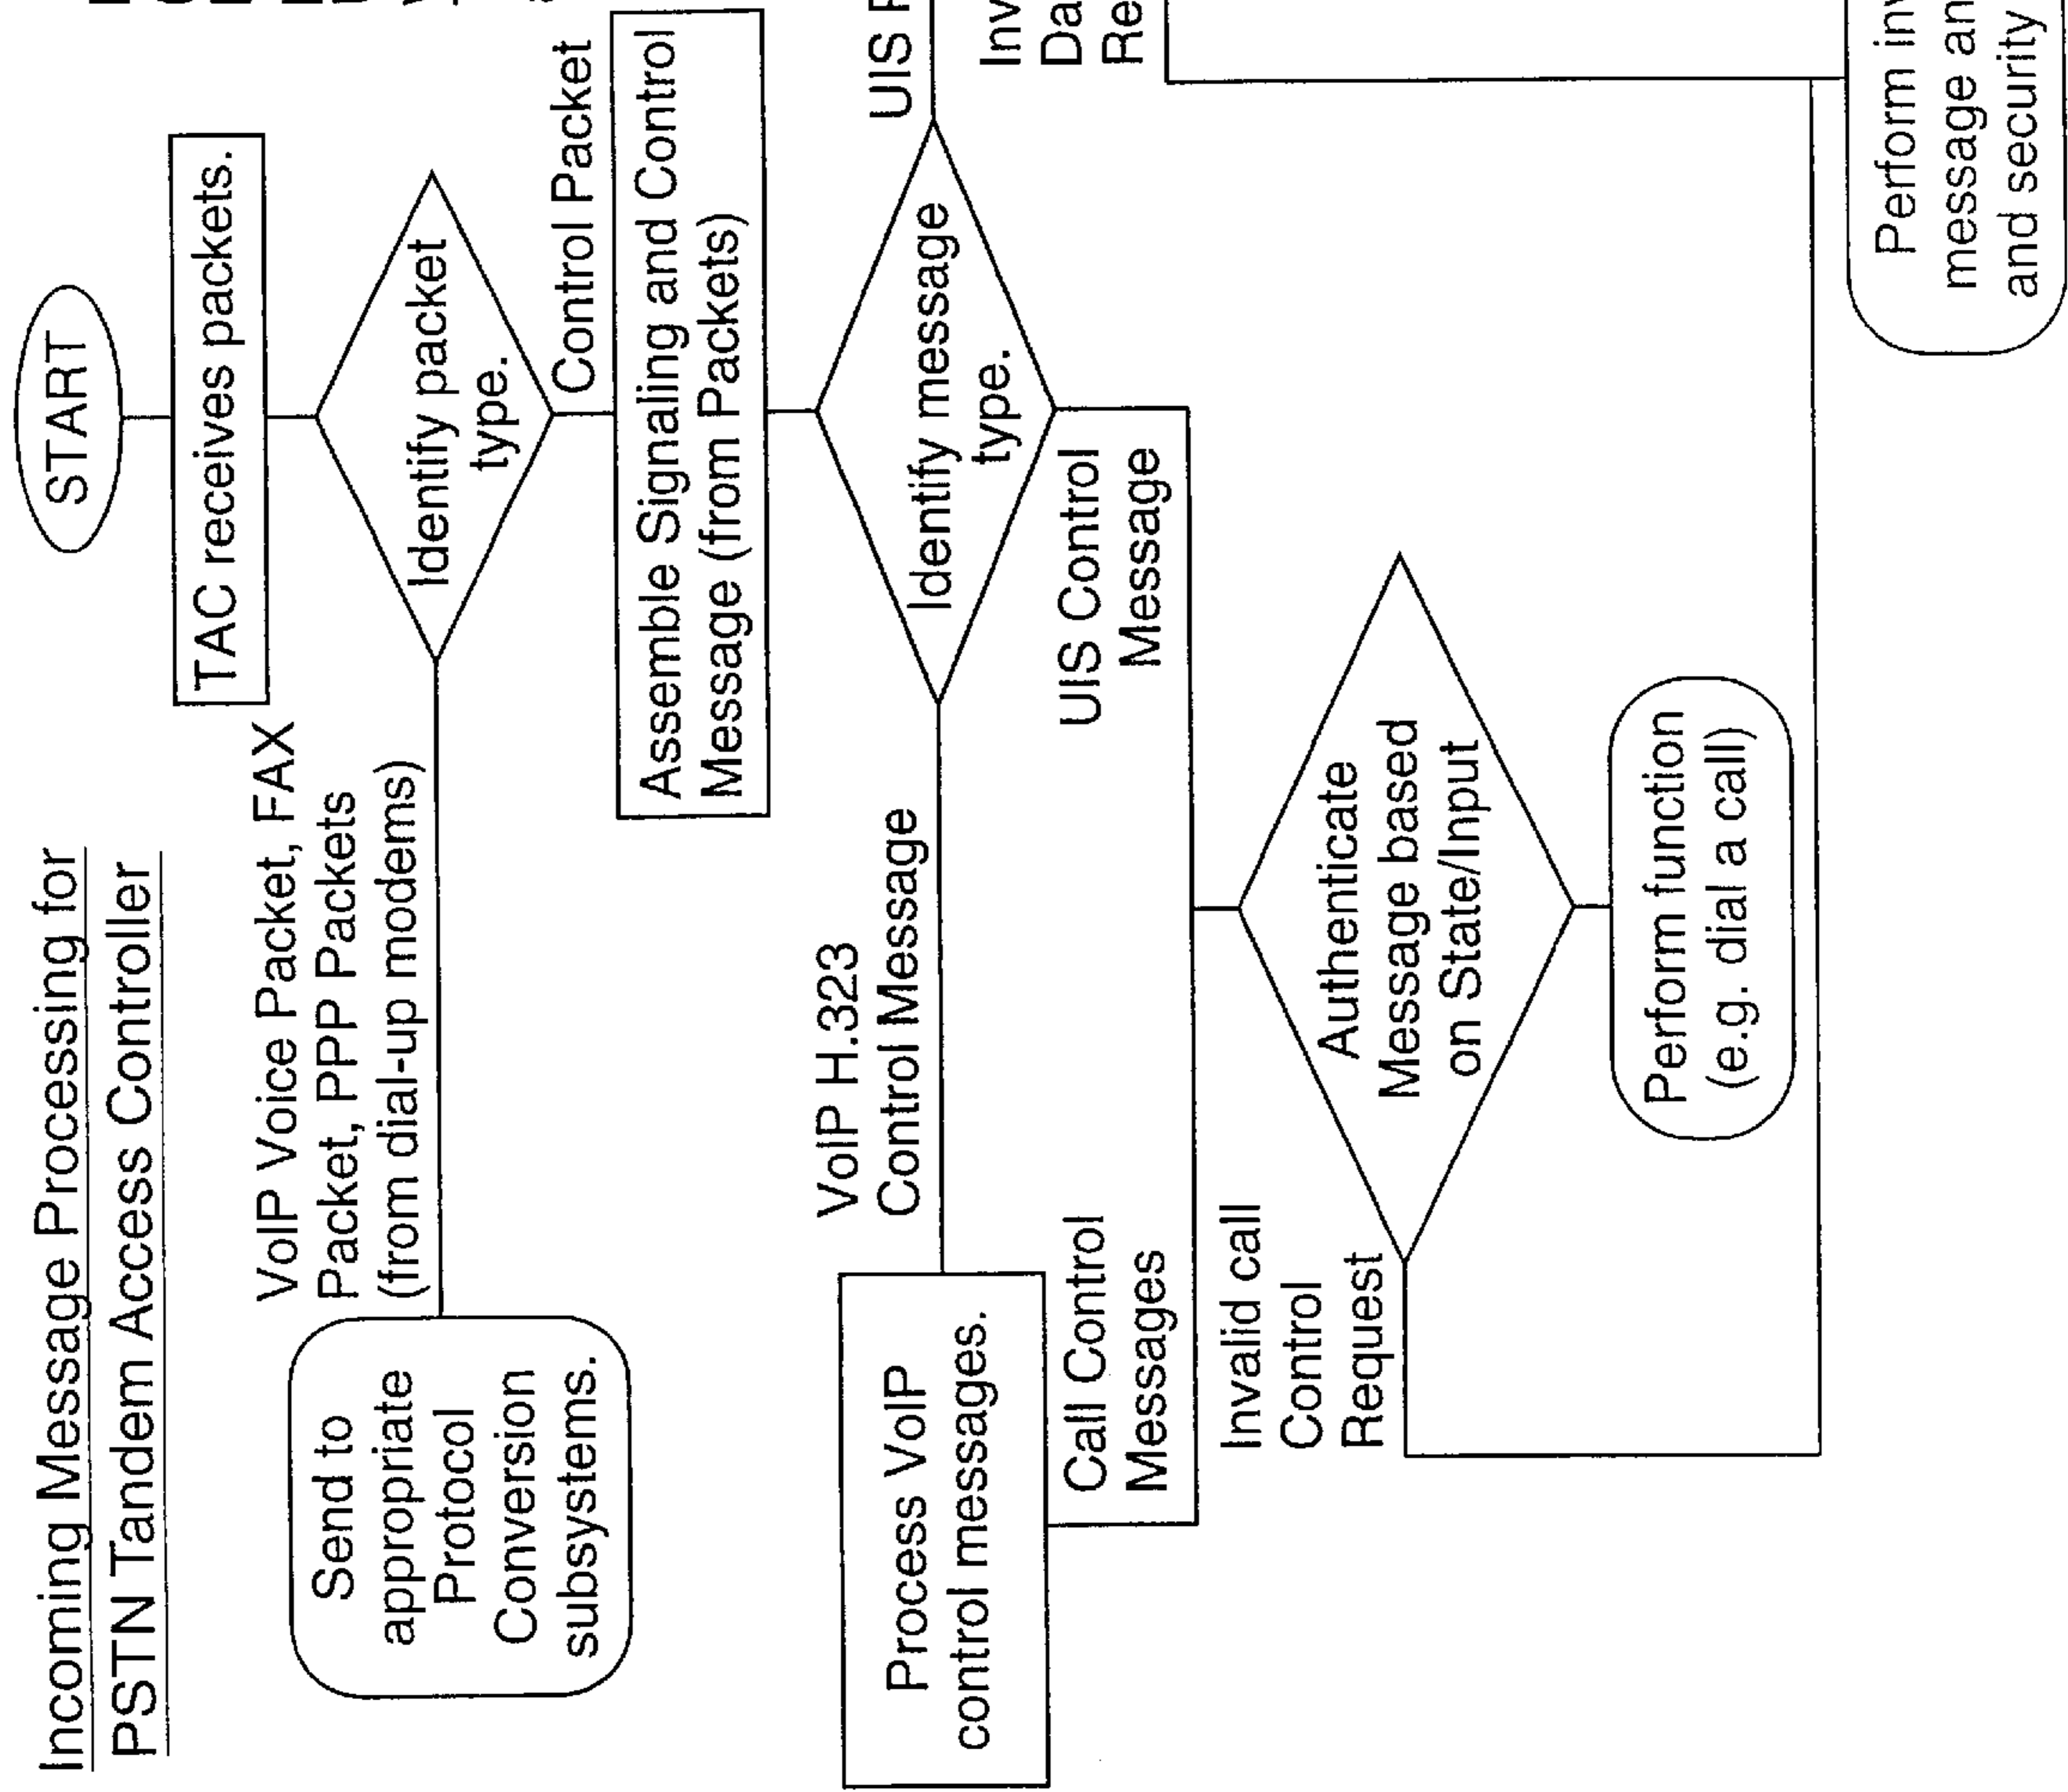 Incoming Message Processing for
PSTN Tandem Access Controller
START
TAC receives packets.
VoIP Voice Packet, FAX
Packet, PPP Packets
(from dial-up modems)
Identify packet
type.
Send to
appropriate
Protocol
Conversion
subsystems.
Control Packet
Assemble Signaling and Control
Message (from Packets)
VoIP H.323
Control Message
Identify message
type.
UIS
Process VoIP
control messages.
Call Control
Messages
UIS Control
Message
Invalid call
Control
Request
Authenticate
Message based
on State/Input
Perform function
(e.g. dial a call)
Perform
message
and security